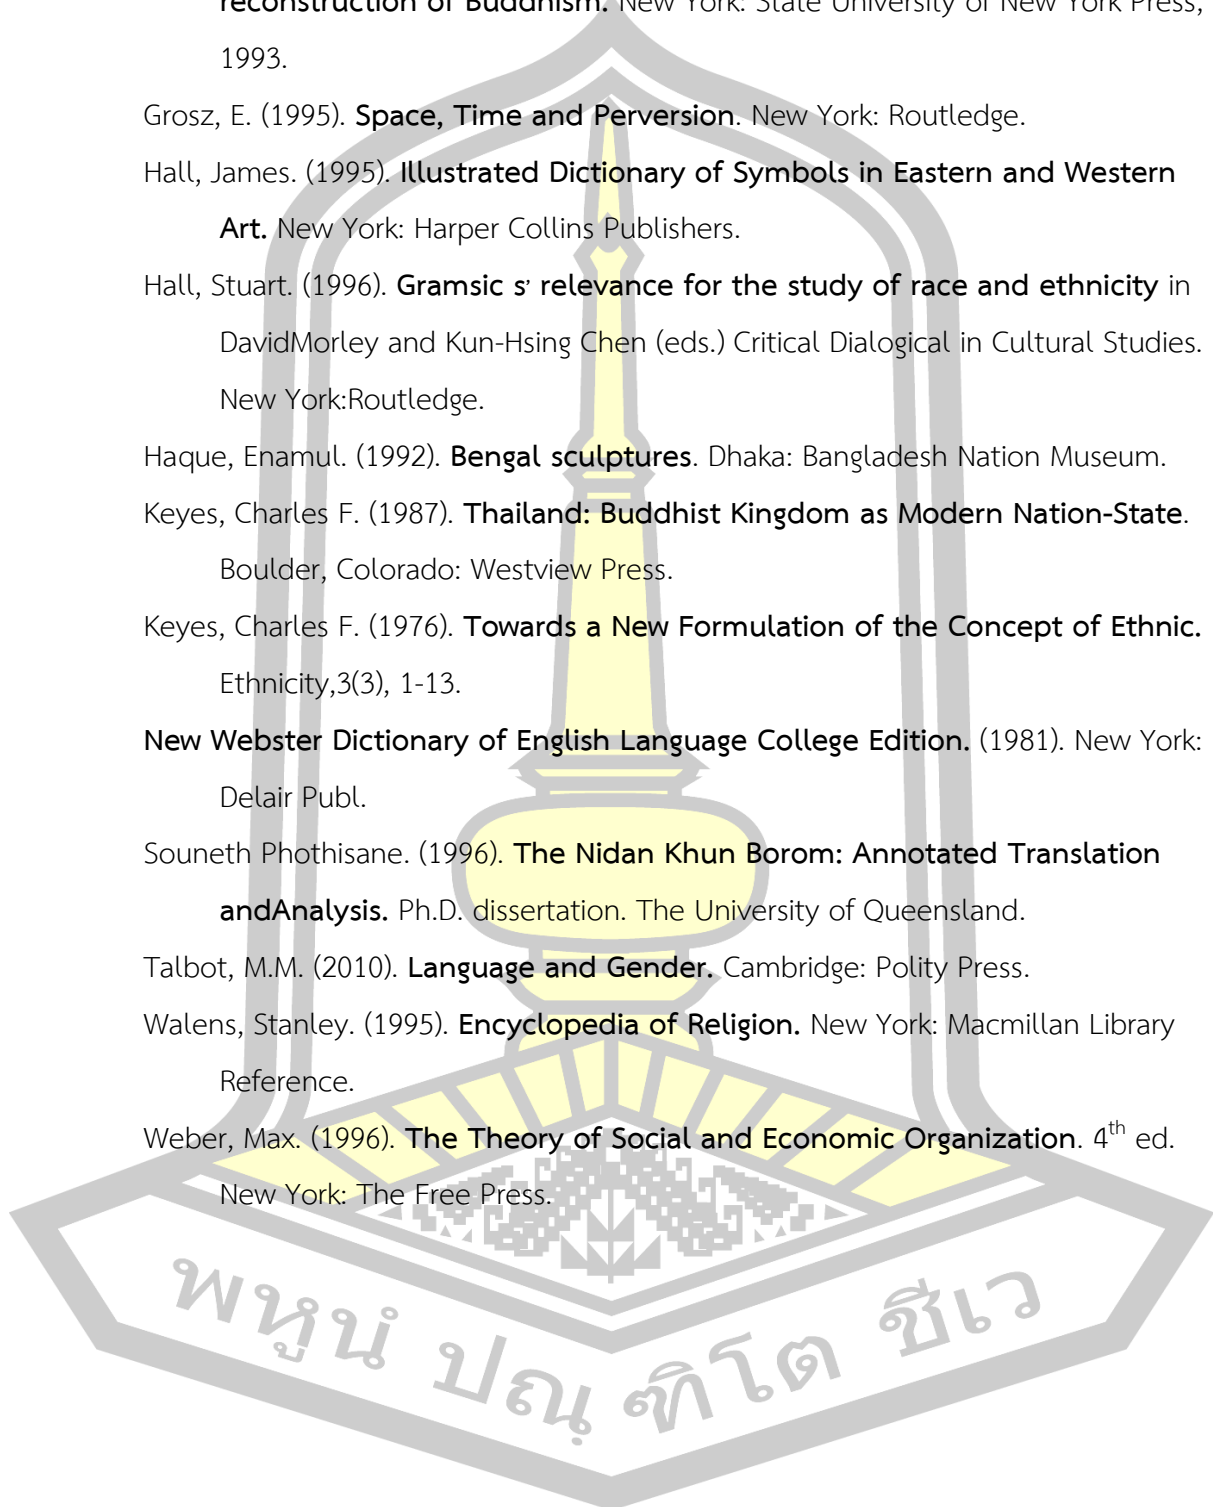 reconstruction of Buddhism. New York: State University of New York Press,
1993.
Grosz, E. (1995). Space, Time and Perversion. New York: Routledge.
Hall, James. (1995). Illustrated Dictionary of Symbols in Eastern and Western
Art. New York: Harper Collins Publishers.
Hall, Stuart. (1996). Gramsic s’ relevance for the study of race and ethnicity in
DavidMorley and Kun-Hsing Chen (eds.) Critical Dialogical in Cultural Studies.
New York:Routledge.
Haque, Enamul. (1992). Bengal sculptures. Dhaka: Bangladesh Nation Museum.
Keyes, Charles F. (1987). Thailand: Buddhist Kingdom as Modern Nation-State.
Boulder, Colorado: Westview Press.
Keyes, Charles F. (1976). Towards a New Formulation of the Concept of Ethnic.
Ethnicity,3(3), 1-13.
New Webster Dictionary of English Language College Edition. (1981). New York:
Delair Publ.
Souneth Phothisane. (1996). The Nidan Khun Borom: Annotated Translation
andAnalysis. Ph.D. dissertation. The University of Queensland.
Talbot, M.M. (2010). Language and Gender. Cambridge: Polity Press.
Walens, Stanley. (1995). Encyclopedia of Religion. New York: Macmillan Library
Reference.
Weber, Max. (1996). The Theory of Social and Economic Organization. 4th ed.
New York: The Free Press.
พหูนํ ปณฺฑิโต ชีเว